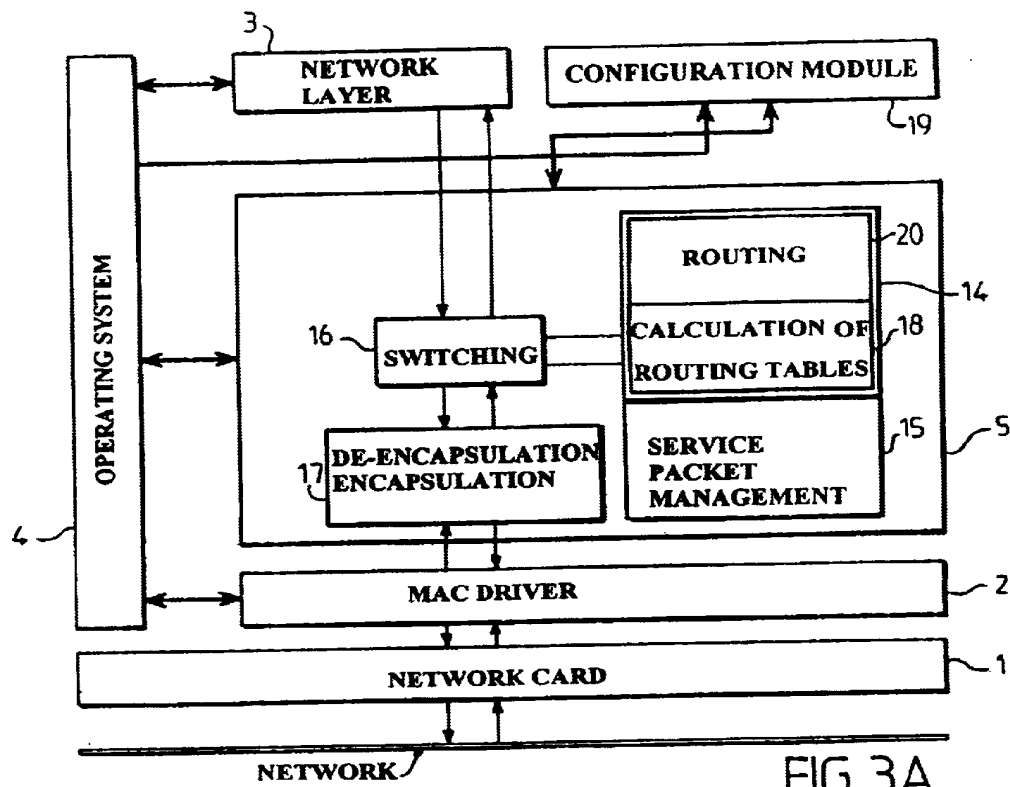 3
NETWORK
LAYER
CONFIGURATION MODULE
19
OPERATING SYSTEM
4
16
SWITCHING
ROUTING
20
14
CALCULATION OF
ROUTING TABLES
18
17
DE-ENCAPSULATION
ENCAPSULATION
SERVICE
PACKET
MANAGEMENT
15
5
MAC DRIVER
2
NETWORK CARD
1
NETWORK
FIG 3A